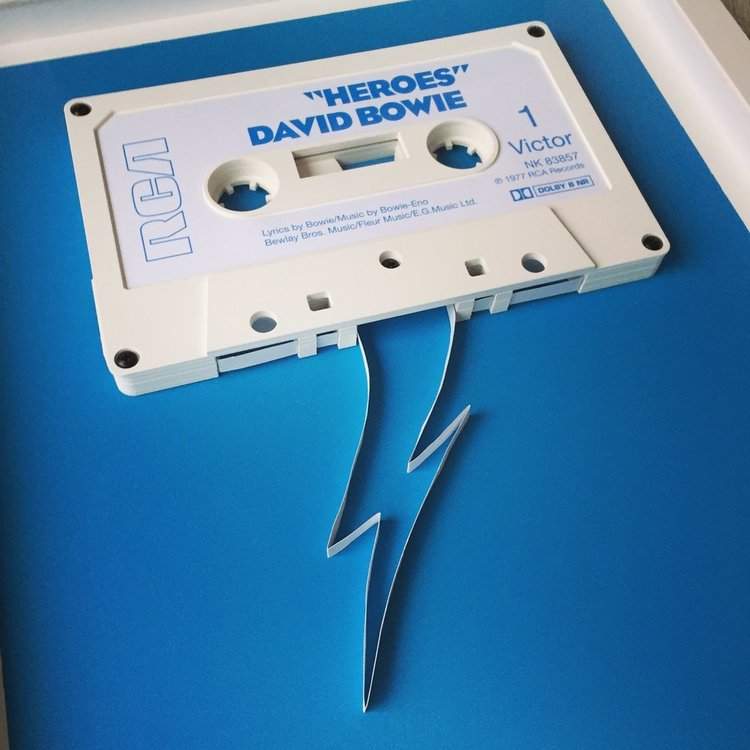 "HEROES"
DAVID BOWIE
RCA
1
Victor
NK 83857
℗ 1977 RCA Records
DOLBY B NR
Lyrics by Bowie/Music by Bowie-Eno
Bewlay Bros. Music/Fleur Music/E.G. Music Ltd.